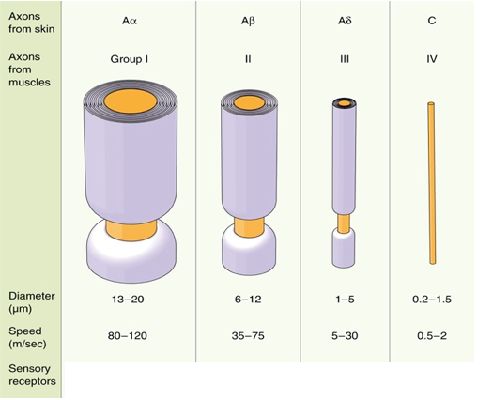 Axons from skin Aα Aβ Aδ C
Axons from muscles Group I II III IV
Diameter (µm) 13–20 6–12 1–5 0.2–1.5
Speed (m/sec) 80–120 35–75 5–30 0.5–2
Sensory receptors